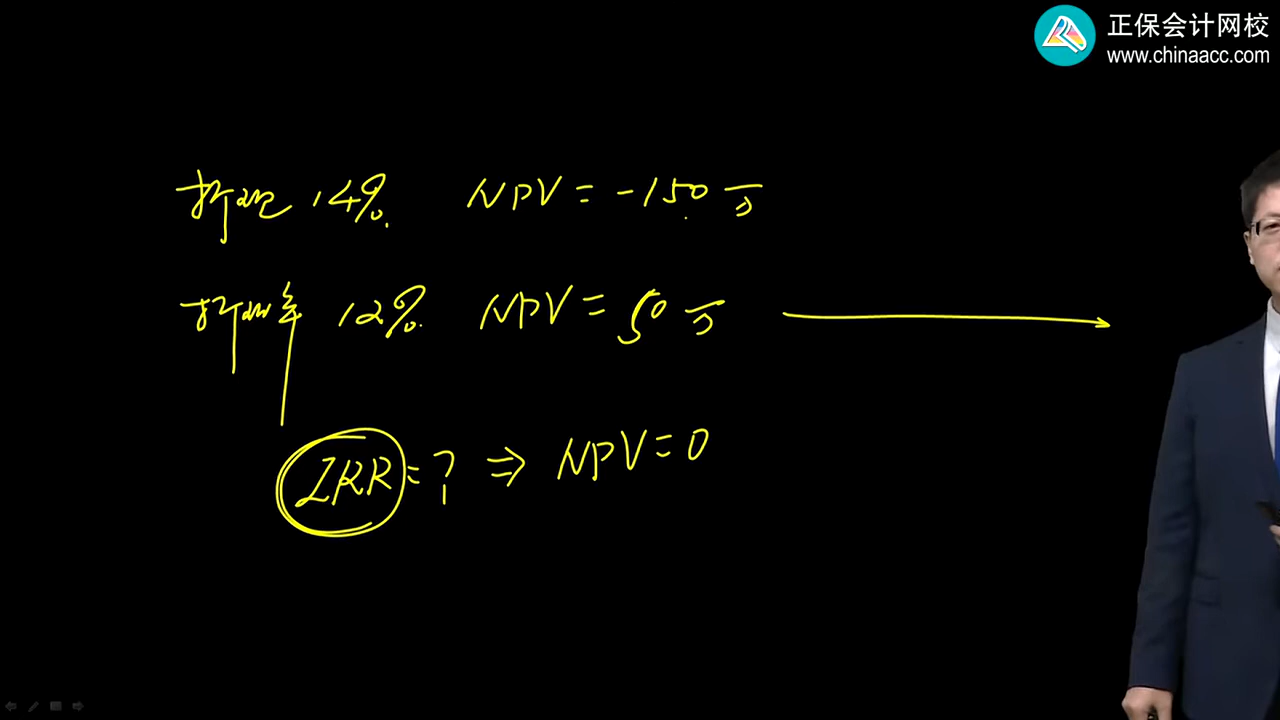 正保会计网校
www.chinaacc.com
折现 14% NPV = -150万
折现率 12% NPV = 50万
IRR = ? ⇒ NPV = 0